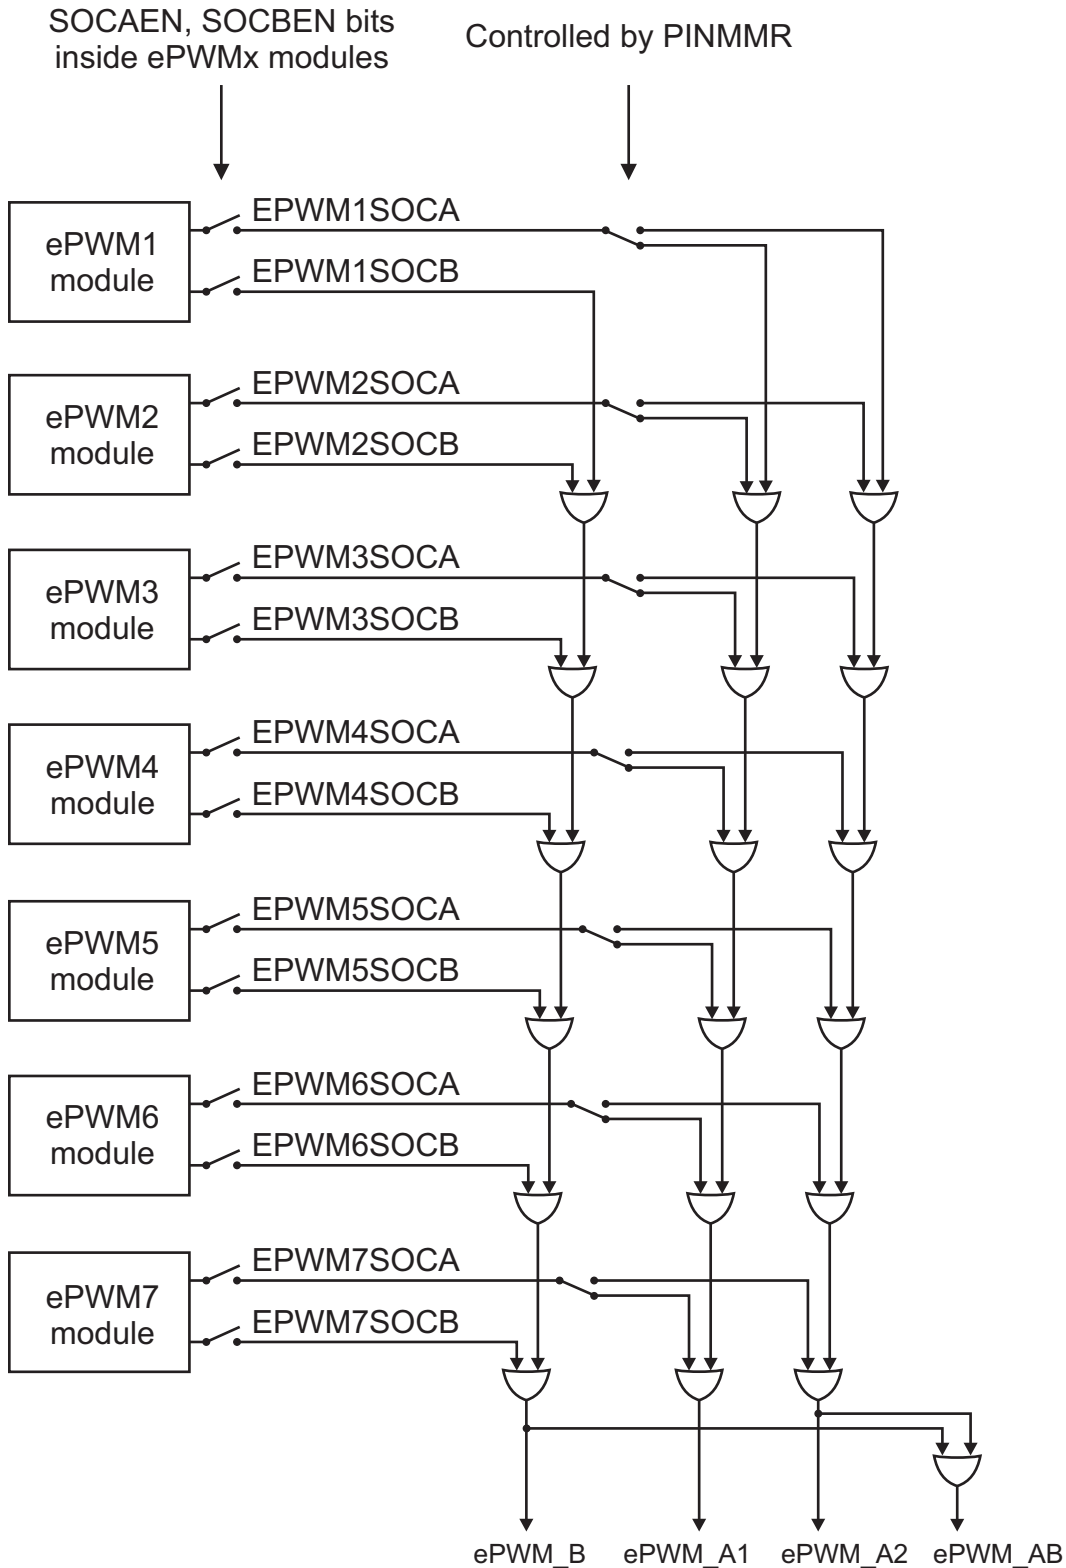 SOCAEN, SOCBEN bits
inside ePWMx modules
Controlled by PINMMR
ePWM1
module
EPWM1SOCA
EPWM1SOCB
ePWM2
module
EPWM2SOCA
EPWM2SOCB
ePWM3
module
EPWM3SOCA
EPWM3SOCB
ePWM4
module
EPWM4SOCA
EPWM4SOCB
ePWM5
module
EPWM5SOCA
EPWM5SOCB
ePWM6
module
EPWM6SOCA
EPWM6SOCB
ePWM7
module
EPWM7SOCA
EPWM7SOCB
ePWM_B ePWM_A1 ePWM_A2 ePWM_AB